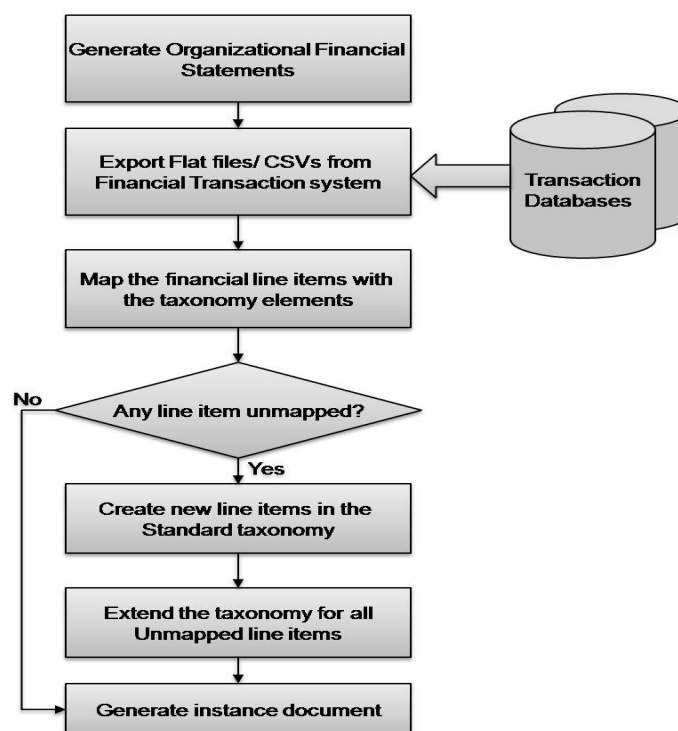 Generate Organizational Financial
Statements
Export Flat files/ CSVs from
Financial Transaction system
Transaction
Databases
Map the financial line items with
the taxonomy elements
No
Any line item unmapped?
Yes
Create new line items in the
Standard taxonomy
Extend the taxonomy for all
Unmapped line items
Generate instance document